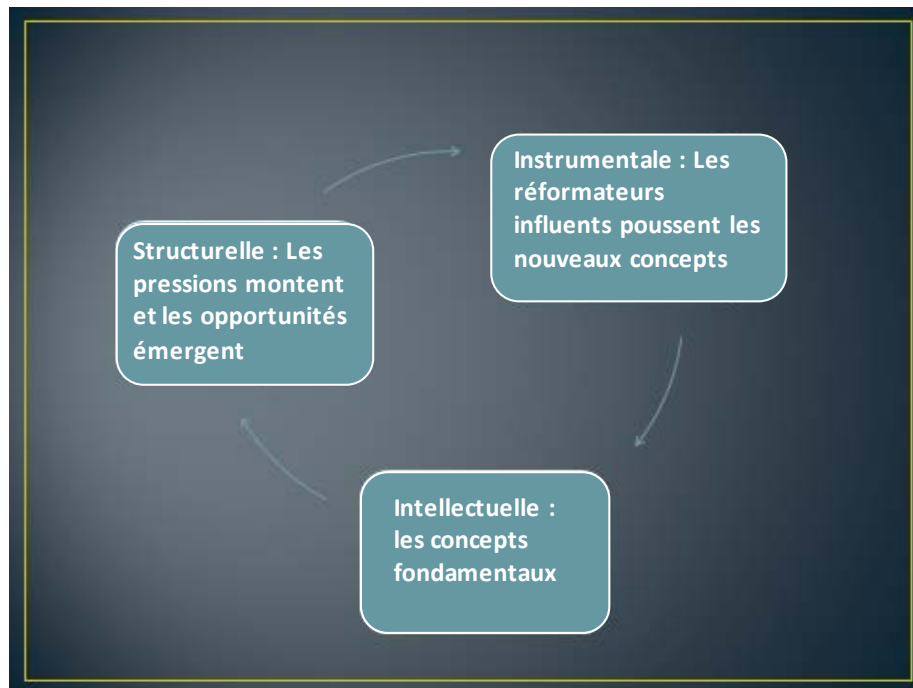 Instrumentale : Les
réformateurs
influents poussent les
nouveaux concepts
Structurelle : Les
pressions montent
et les opportunités
émergent
Intellectuelle :
les concepts
fondamentaux